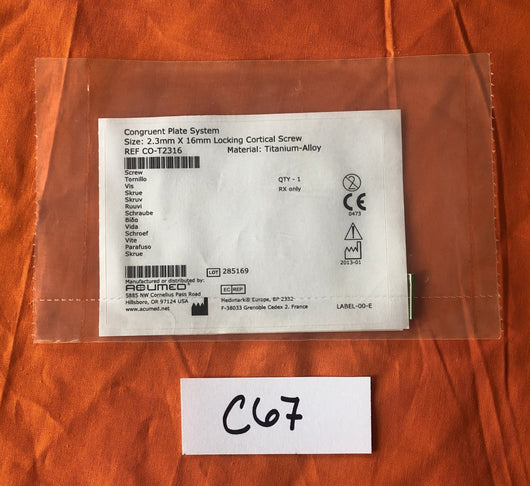 Congruent Plate System
Size: 2.3mm X 16mm Locking Cortical Screw
REF CO-T2316 Material: Titanium-Alloy
Screw
Tornillo
Vis
Skrue
Skruv
Ruuvi
Schraube
Βίδα
Vida
Schroef
Vite
Parafuso
Skrue
QTY - 1
RX only
2
CE
0473
2013-01
LOT 285169
Manufactured or distributed by:
ACUMED
5885 NW Cornelius Pass Road
Hillsboro, OR 97124 USA
www.acumed.net
EC REP
Medimark® Europe, BP 2332
F-38033 Grenoble Cedex 2. France
LABEL-00-E
C67